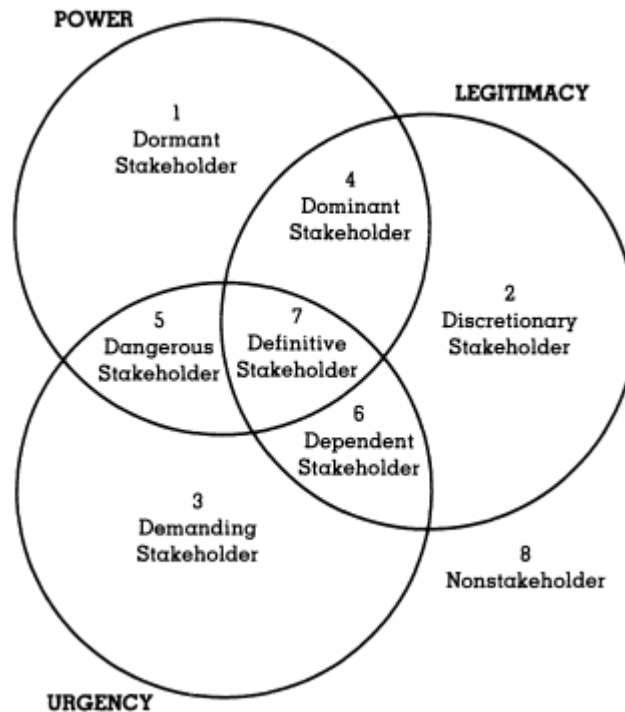 POWER
LEGITIMACY
1
Dormant
Stakeholder
4
Dominant
Stakeholder
2
Discretionary
Stakeholder
5
Dangerous
Stakeholder
7
Definitive
Stakeholder
6
Dependent
Stakeholder
3
Demanding
Stakeholder
8
Nonstakeholder
URGENCY